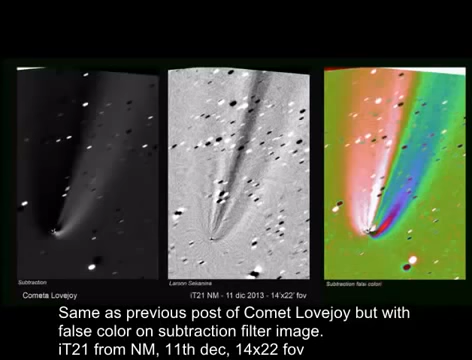 Subtraction
Larson Sekanina
Subtraction false color
Cometa Lovejoy
iT21 NM - 11 dic 2013 - 14'x22' fov
Same as previous post of Comet Lovejoy but with
false color on subtraction filter image.
iT21 from NM, 11th dec, 14x22 fov